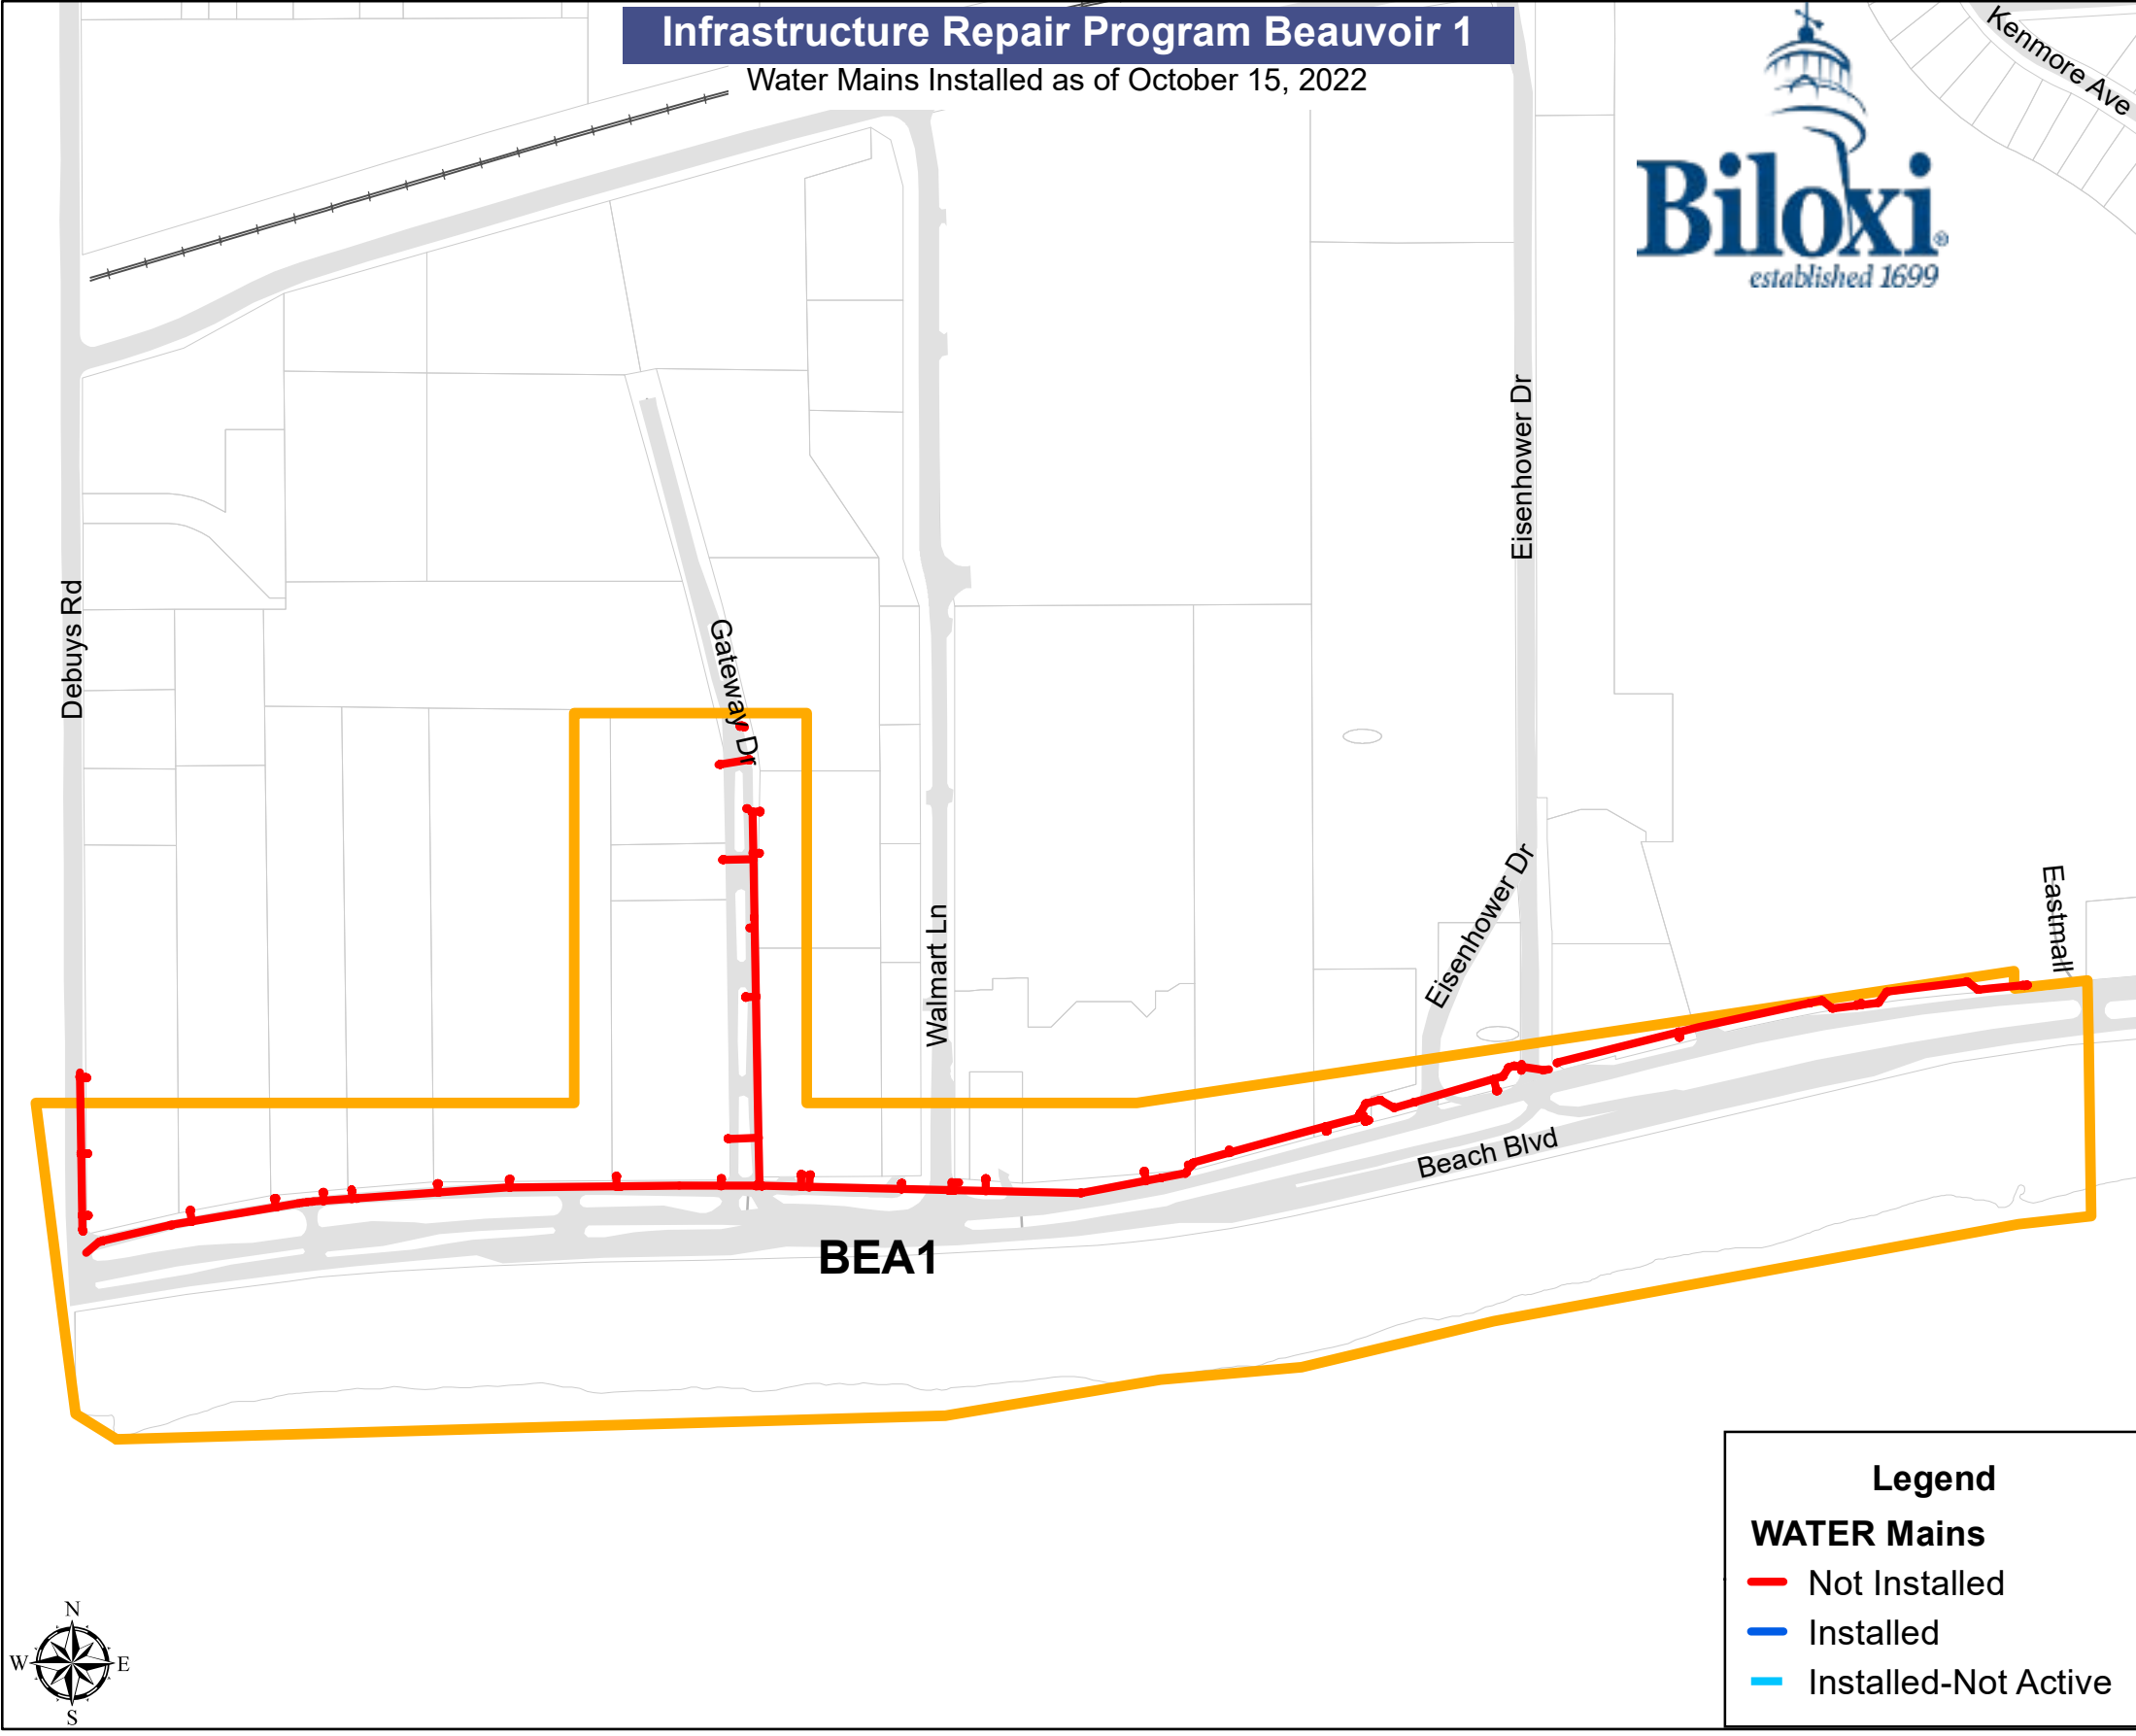 Infrastructure Repair Program Beauvoir 1
Water Mains Installed as of October 15, 2022
Kenmore Ave
Biloxi®
established 1699
Eisenhower Dr
Debuys Rd
Gateway Dr
Eisenhower Dr
Eastmall
Walmart Ln
Beach Blvd
BEA1
Legend
WATER Mains
Not Installed
Installed
Installed-Not Active
N
W E
S